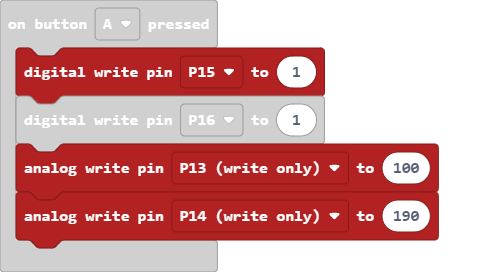 on button A pressed
digital write pin P15 to 1
digital write pin P16 to 1
analog write pin P13 (write only) to 100
analog write pin P14 (write only) to 190